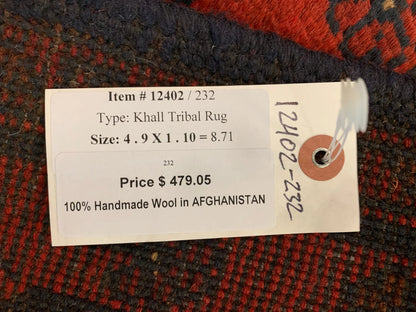 Item # 12402 / 232
Type: Khall Tribal Rug
Size: 4 . 9 X 1 . 10 = 8.71
232
Price $ 479.05
100% Handmade Wool in AFGHANISTAN
12402-232